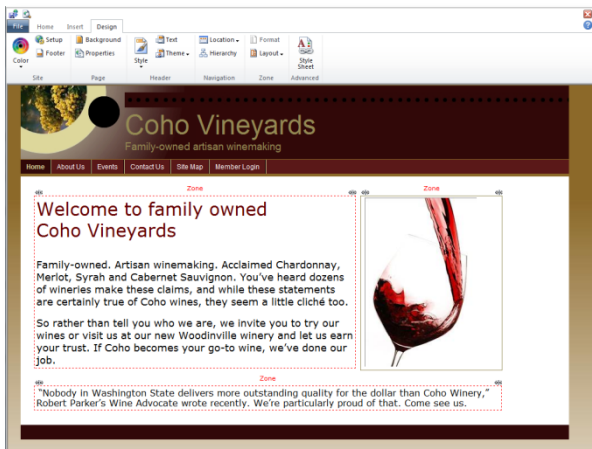 File Home Insert Design
Setup Background Text Location Format
Footer Properties Theme Hierarchy Layout
Color Style Style Sheet
Site Page Header Navigation Zone Advanced
Coho Vineyards
Family-owned artisan winemaking
Home About Us Events Contact Us Site Map Member Login
Zone Zone
Welcome to family owned
Coho Vineyards
Family-owned. Artisan winemaking. Acclaimed Chardonnay,
Merlot, Syrah and Cabernet Sauvignon. You’ve heard dozens
of wineries make these claims, and while these statements
are certainly true of Coho wines, they seem a little cliché too.
So rather than tell you who we are, we invite you to try our
wines or visit us at our new Woodinville winery and let us earn
your trust. If Coho becomes your go-to wine, we’ve done our
job.
Zone
“Nobody in Washington State delivers more outstanding quality for the dollar than Coho Winery,”
Robert Parker’s Wine Advocate wrote recently. We’re particularly proud of that. Come see us.